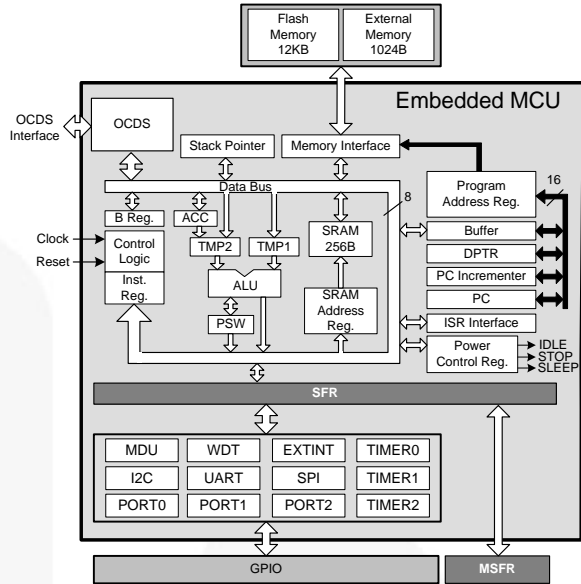 Flash
Memory
12KB
External
Memory
1024B
Embedded MCU
OCDS
Interface
OCDS
Stack Pointer
Memory Interface
Data Bus
16
Program
Address Reg.
8
B Reg.
ACC
SRAM
256B
Buffer
Clock
Control
Logic
TMP2
TMP1
DPTR
Reset
PC Incrementer
Inst.
Reg.
ALU
SRAM
Address
Reg.
PC
PSW
ISR Interface
Power
Control Reg.
IDLE
STOP
SLEEP
SFR
MDU
WDT
EXTINT
TIMER0
I2C
UART
SPI
TIMER1
PORT0
PORT1
PORT2
TIMER2
GPIO
MSFR